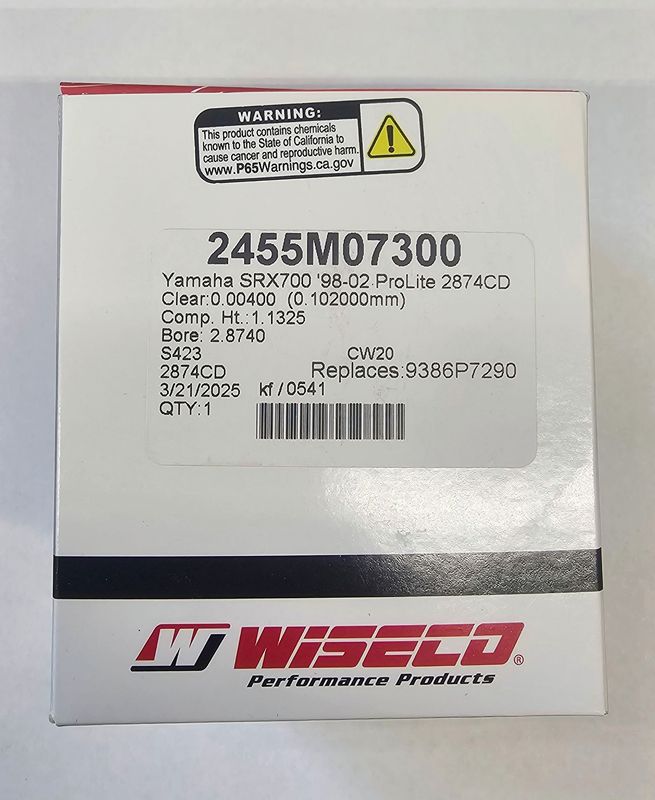 WARNING:
This product contains chemicals
known to the State of California to
cause cancer and reproductive harm.
www.P65Warnings.ca.gov
2455M07300
Yamaha SRX700 '98-02 ProLite 2874CD
Clear:0.00400 (0.102000mm)
Comp. Ht.:1.1325
Bore: 2.8740
S423 CW20
2874CD Replaces:9386P7290
3/21/2025 kf / 0541
QTY:1
W WISECO®
Performance Products